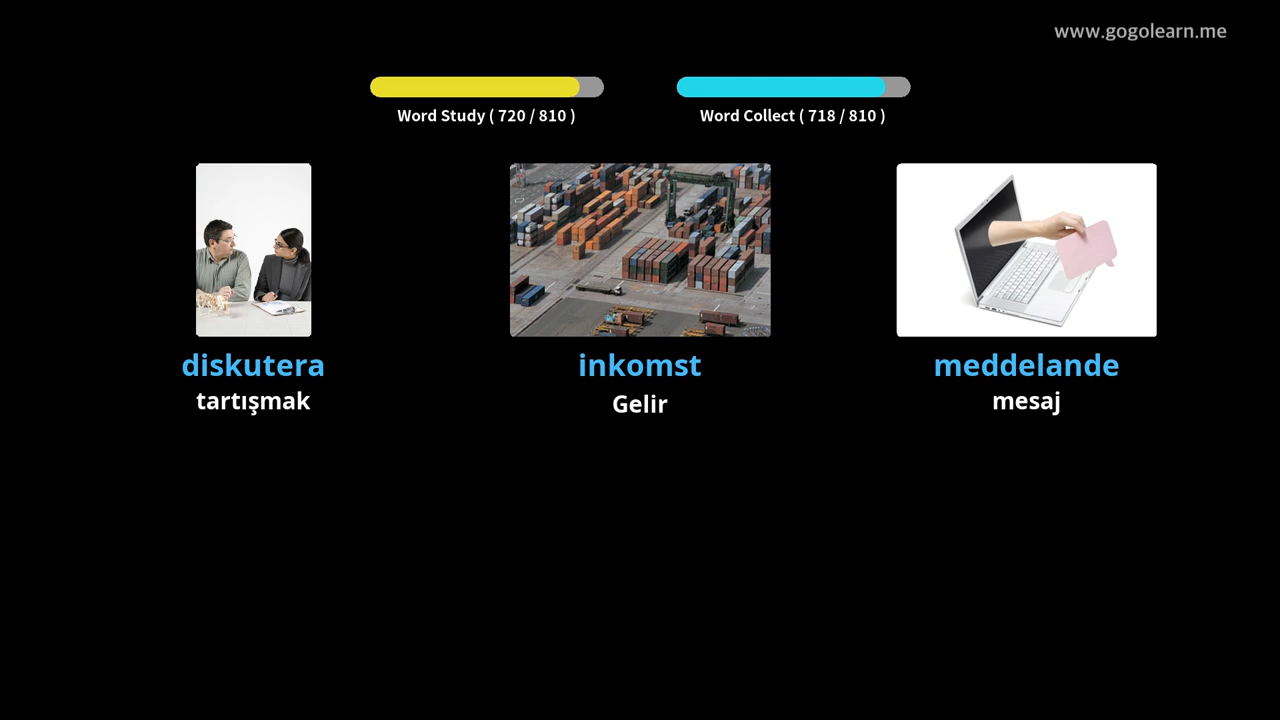 www.gogolearn.me
Word Study ( 720 / 810 )
Word Collect ( 718 / 810 )
diskutera
tartışmak
inkomst
Gelir
meddelande
mesaj